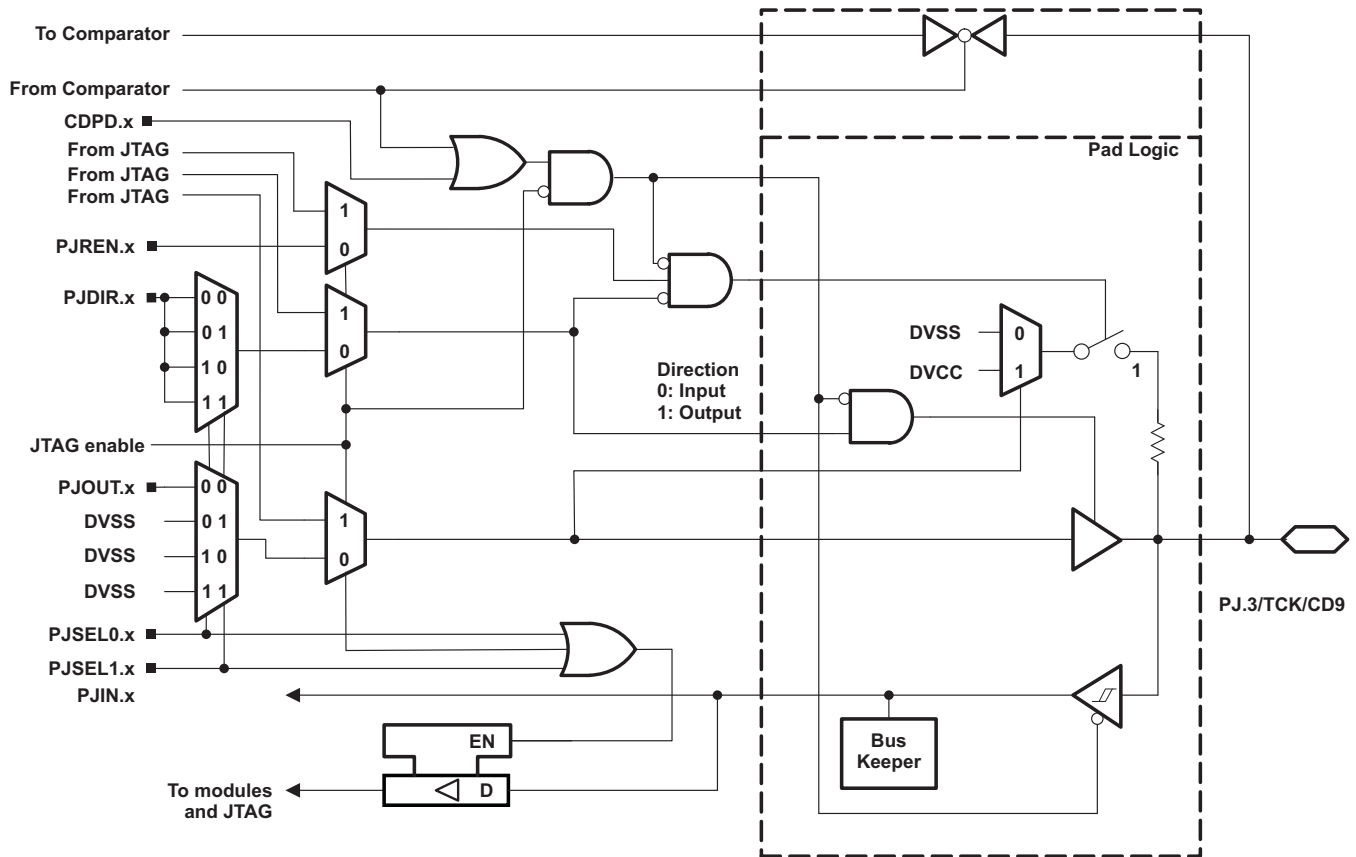 To Comparator
From Comparator
CDPD.x
Pad Logic
From JTAG
From JTAG
From JTAG
1
0
PJREN.x
PJDIR.x
0 0
0 1
1 0
1 1
1
0
DVSS
0
DVCC
1
1
Direction
0: Input
1: Output
JTAG enable
PJOUT.x
0 0
DVSS
0 1
DVSS
1 0
DVSS
1 1
1
0
PJ.3/TCK/CD9
PJSEL0.x
PJSEL1.x
PJIN.x
EN
D
Bus
Keeper
To modules
and JTAG